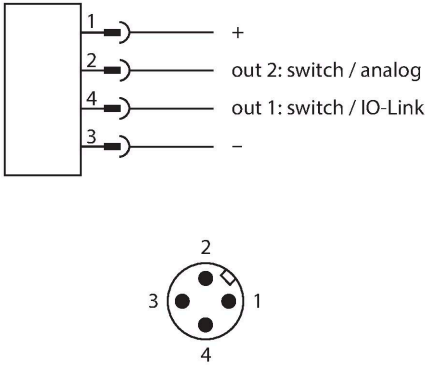 1 +
2 out 2: switch / analog
4 out 1: switch / IO-Link
3 –
2
3 1
4